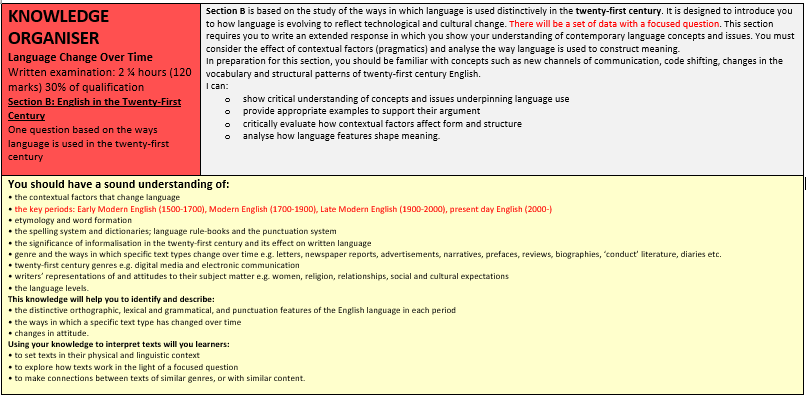 KNOWLEDGE
ORGANISER
Language Change Over Time
Written examination: 2 ¼ hours (120
marks) 30% of qualification
Section B: English in the Twenty-First
Century
One question based on the ways
language is used in the twenty-first
century
Section B is based on the study of the ways in which language is used distinctively in the twenty-first century. It is designed to introduce you
to how language is evolving to reflect technological and cultural change. There will be a set of data with a focused question. This section
requires you to write an extended response in which you show your understanding of contemporary language concepts and issues. You must
consider the effect of contextual factors (pragmatics) and analyse the way language is used to construct meaning.
In preparation for this section, you should be familiar with concepts such as new channels of communication, code shifting, changes in the
vocabulary and structural patterns of twenty-first century English.
I can:
o show critical understanding of concepts and issues underpinning language use
o provide appropriate examples to support their argument
o critically evaluate how contextual factors affect form and structure
o analyse how language features shape meaning.
You should have a sound understanding of:
• the contextual factors that change language
• the key periods: Early Modern English (1500-1700), Modern English (1700-1900), Late Modern English (1900-2000), present day English (2000-)
• etymology and word formation
• the spelling system and dictionaries; language rule-books and the punctuation system
• the significance of informalisation in the twenty-first century and its effect on written language
• genre and the ways in which specific text types change over time e.g. letters, newspaper reports, advertisements, narratives, prefaces, reviews, biographies, 'conduct' literature, diaries etc.
• twenty-first century genres e.g. digital media and electronic communication
• writers' representations of and attitudes to their subject matter e.g. women, religion, relationships, social and cultural expectations
• the language levels.
This knowledge will help you to identify and describe:
• the distinctive orthographic, lexical and grammatical, and punctuation features of the English language in each period
• the ways in which a specific text type has changed over time
• changes in attitude.
Using your knowledge to interpret texts will you learners:
• to set texts in their physical and linguistic context
• to explore how texts work in the light of a focused question
• to make connections between texts of similar genres, or with similar content.